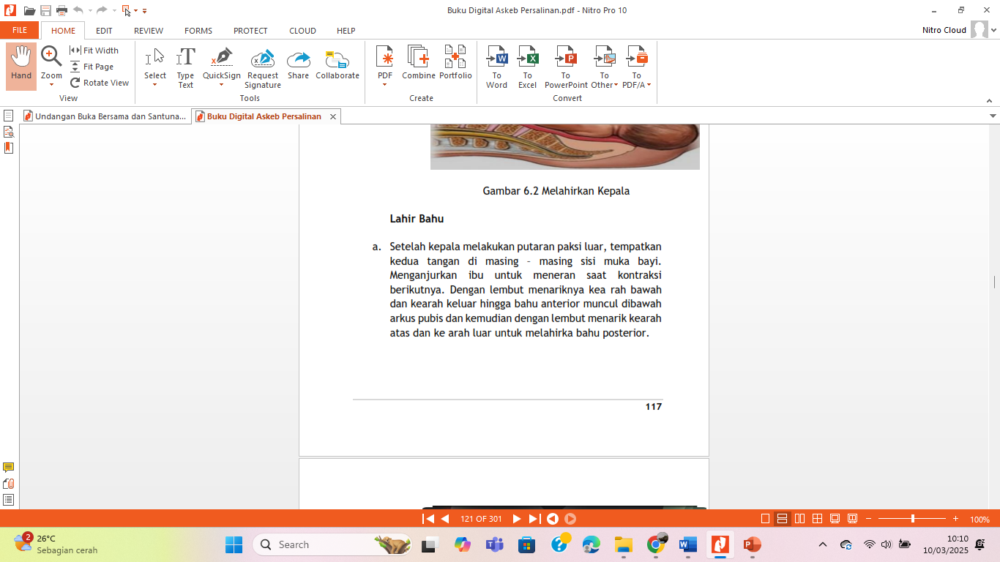 Buku Digital Askeb Persalinan.pdf - Nitro Pro 10
FILE HOME EDIT REVIEW FORMS PROTECT CLOUD HELP Nitro Cloud
Hand
Zoom
Fit Width
Fit Page
Rotate View
View
Select
Type Text
QuickSign
Request Signature
Share
Collaborate
Tools
PDF
Combine
Portfolio
Create
To Word
To Excel
To PowerPoint
To Other
To PDF/A
Convert
Undangan Buka Bersama dan Santuna...
Buku Digital Askeb Persalinan
Gambar 6.2 Melahirkan Kepala
Lahir Bahu
a. Setelah kepala melakukan putaran paksi luar, tempatkan
kedua tangan di masing – masing sisi muka bayi.
Menganjurkan ibu untuk meneran saat kontraksi
berikutnya. Dengan lembut menariknya kea rah bawah
dan kearah keluar hingga bahu anterior muncul dibawah
arkus pubis dan kemudian dengan lembut menarik kearah
atas dan ke arah luar untuk melahirka bahu posterior.
117
121 OF 301
100%
2
26°C
Sebagian cerah
Search
10:10
10/03/2025